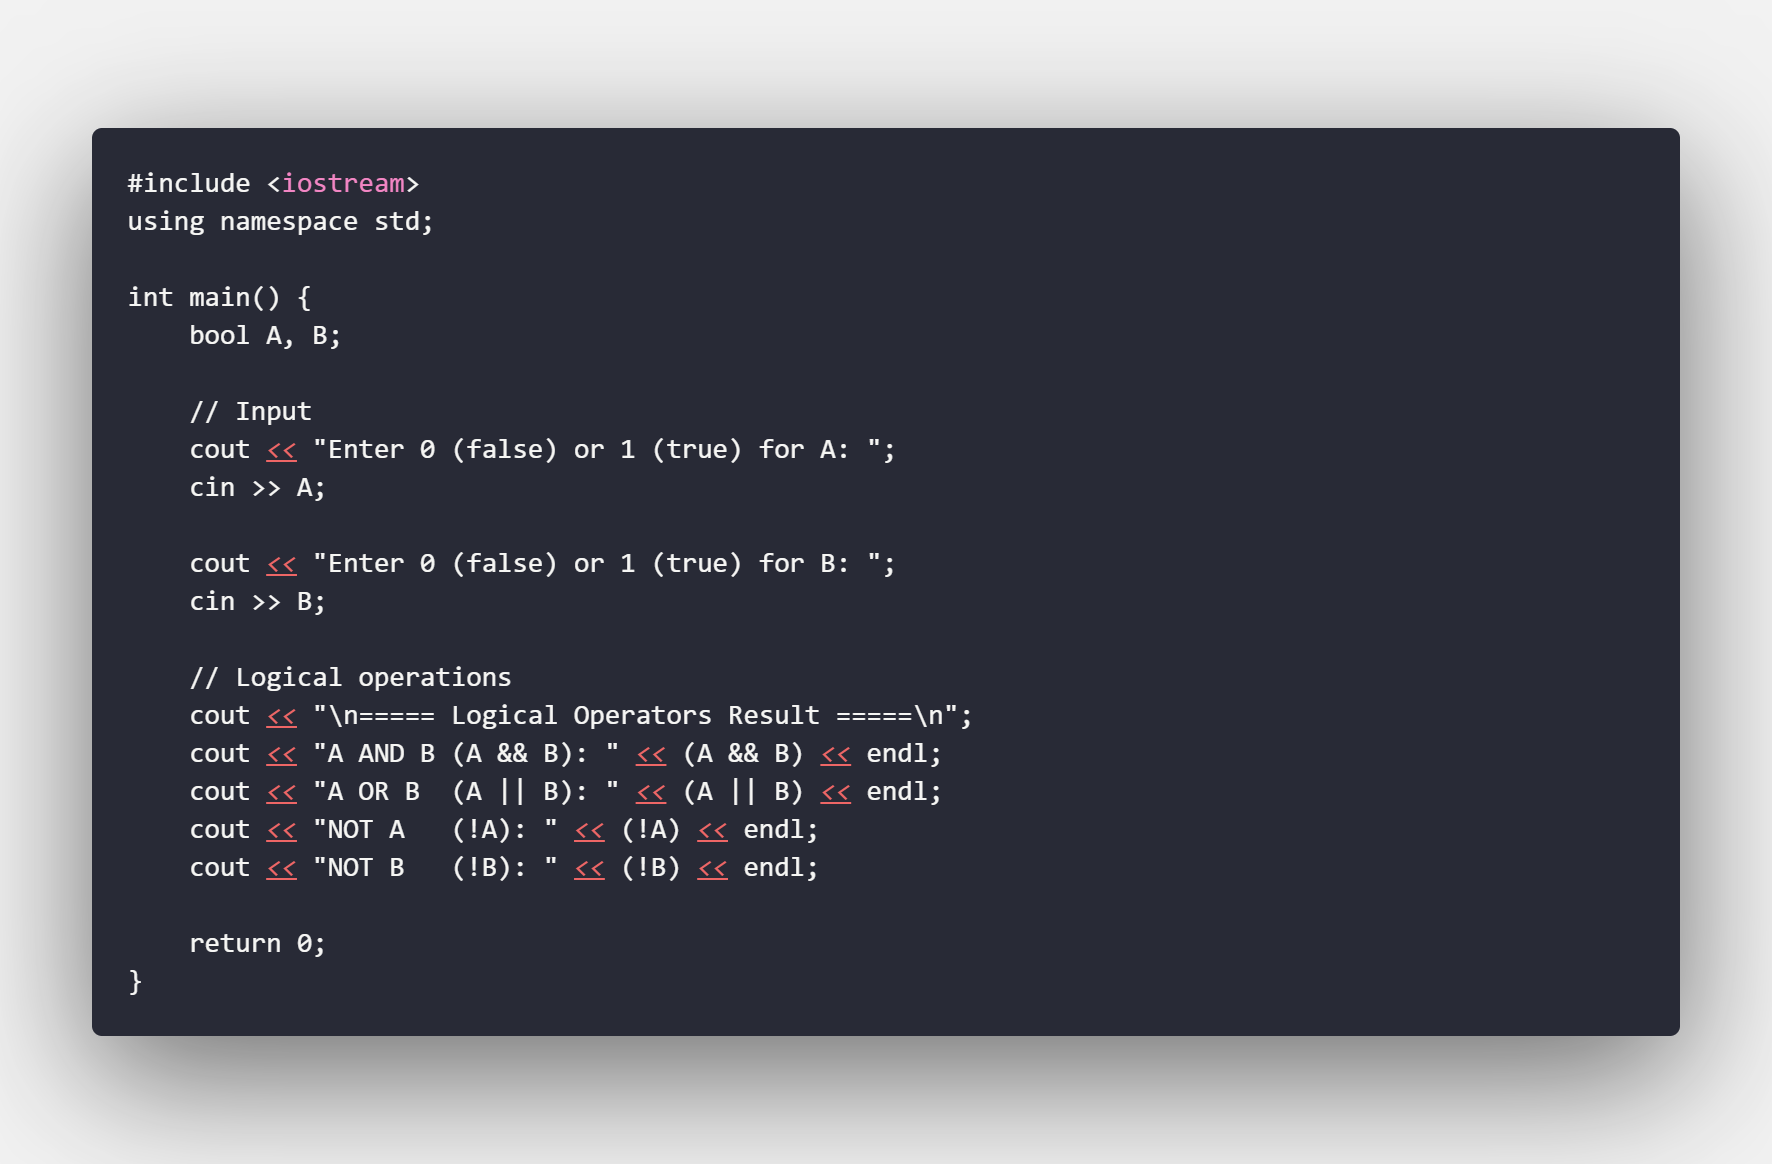 #include <iostream>
using namespace std;

int main() {
    bool A, B;

    // Input
    cout << "Enter 0 (false) or 1 (true) for A: ";
    cin >> A;

    cout << "Enter 0 (false) or 1 (true) for B: ";
    cin >> B;

    // Logical operations
    cout << "\n===== Logical Operators Result =====\n";
    cout << "A AND B (A && B): " << (A && B) << endl;
    cout << "A OR B  (A || B): " << (A || B) << endl;
    cout << "NOT A   (!A): " << (!A) << endl;
    cout << "NOT B   (!B): " << (!B) << endl;

    return 0;
}